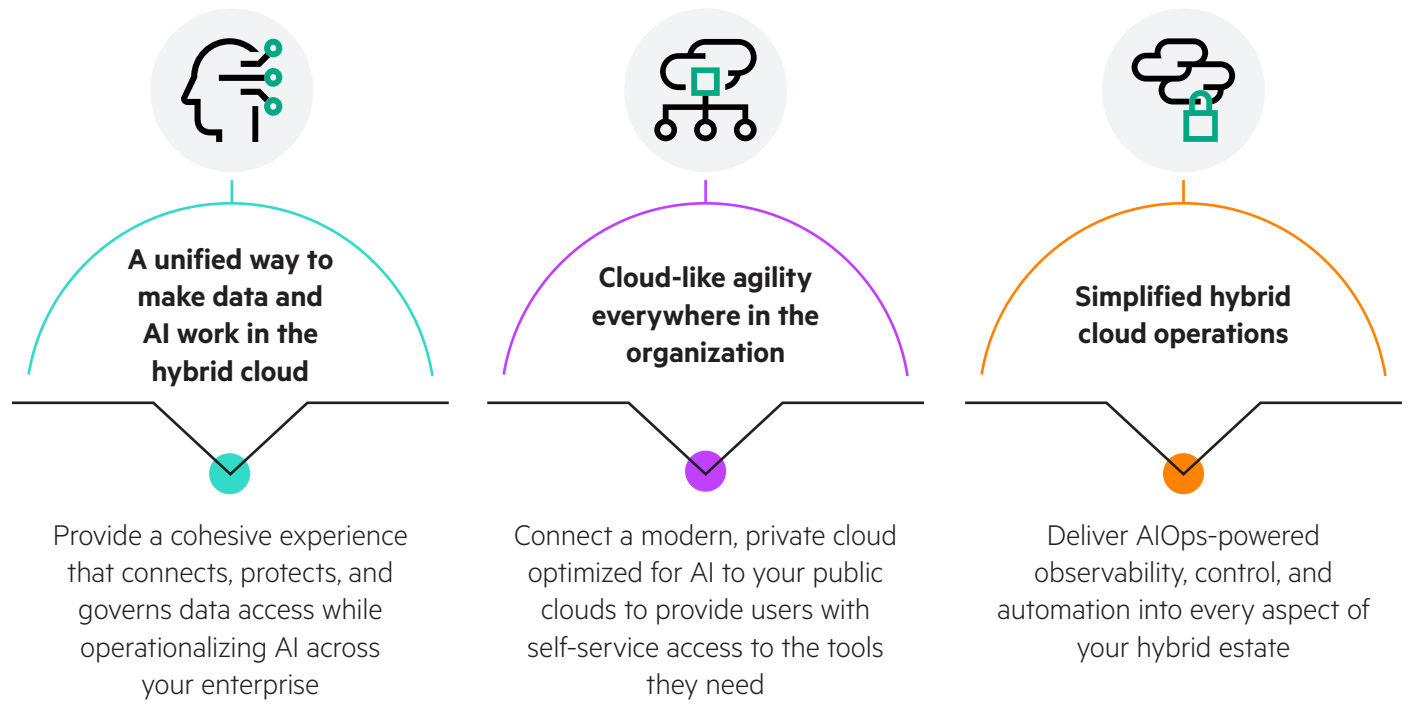 A unified way to
make data and
AI work in the
hybrid cloud
Provide a cohesive experience
that connects, protects, and
governs data access while
operationalizing AI across
your enterprise
Cloud-like agility
everywhere in the
organization
Connect a modern, private cloud
optimized for AI to your public
clouds to provide users with
self-service access to the tools
they need
Simplified hybrid
cloud operations
Deliver AIOps-powered
observability, control, and
automation into every aspect of
your hybrid estate